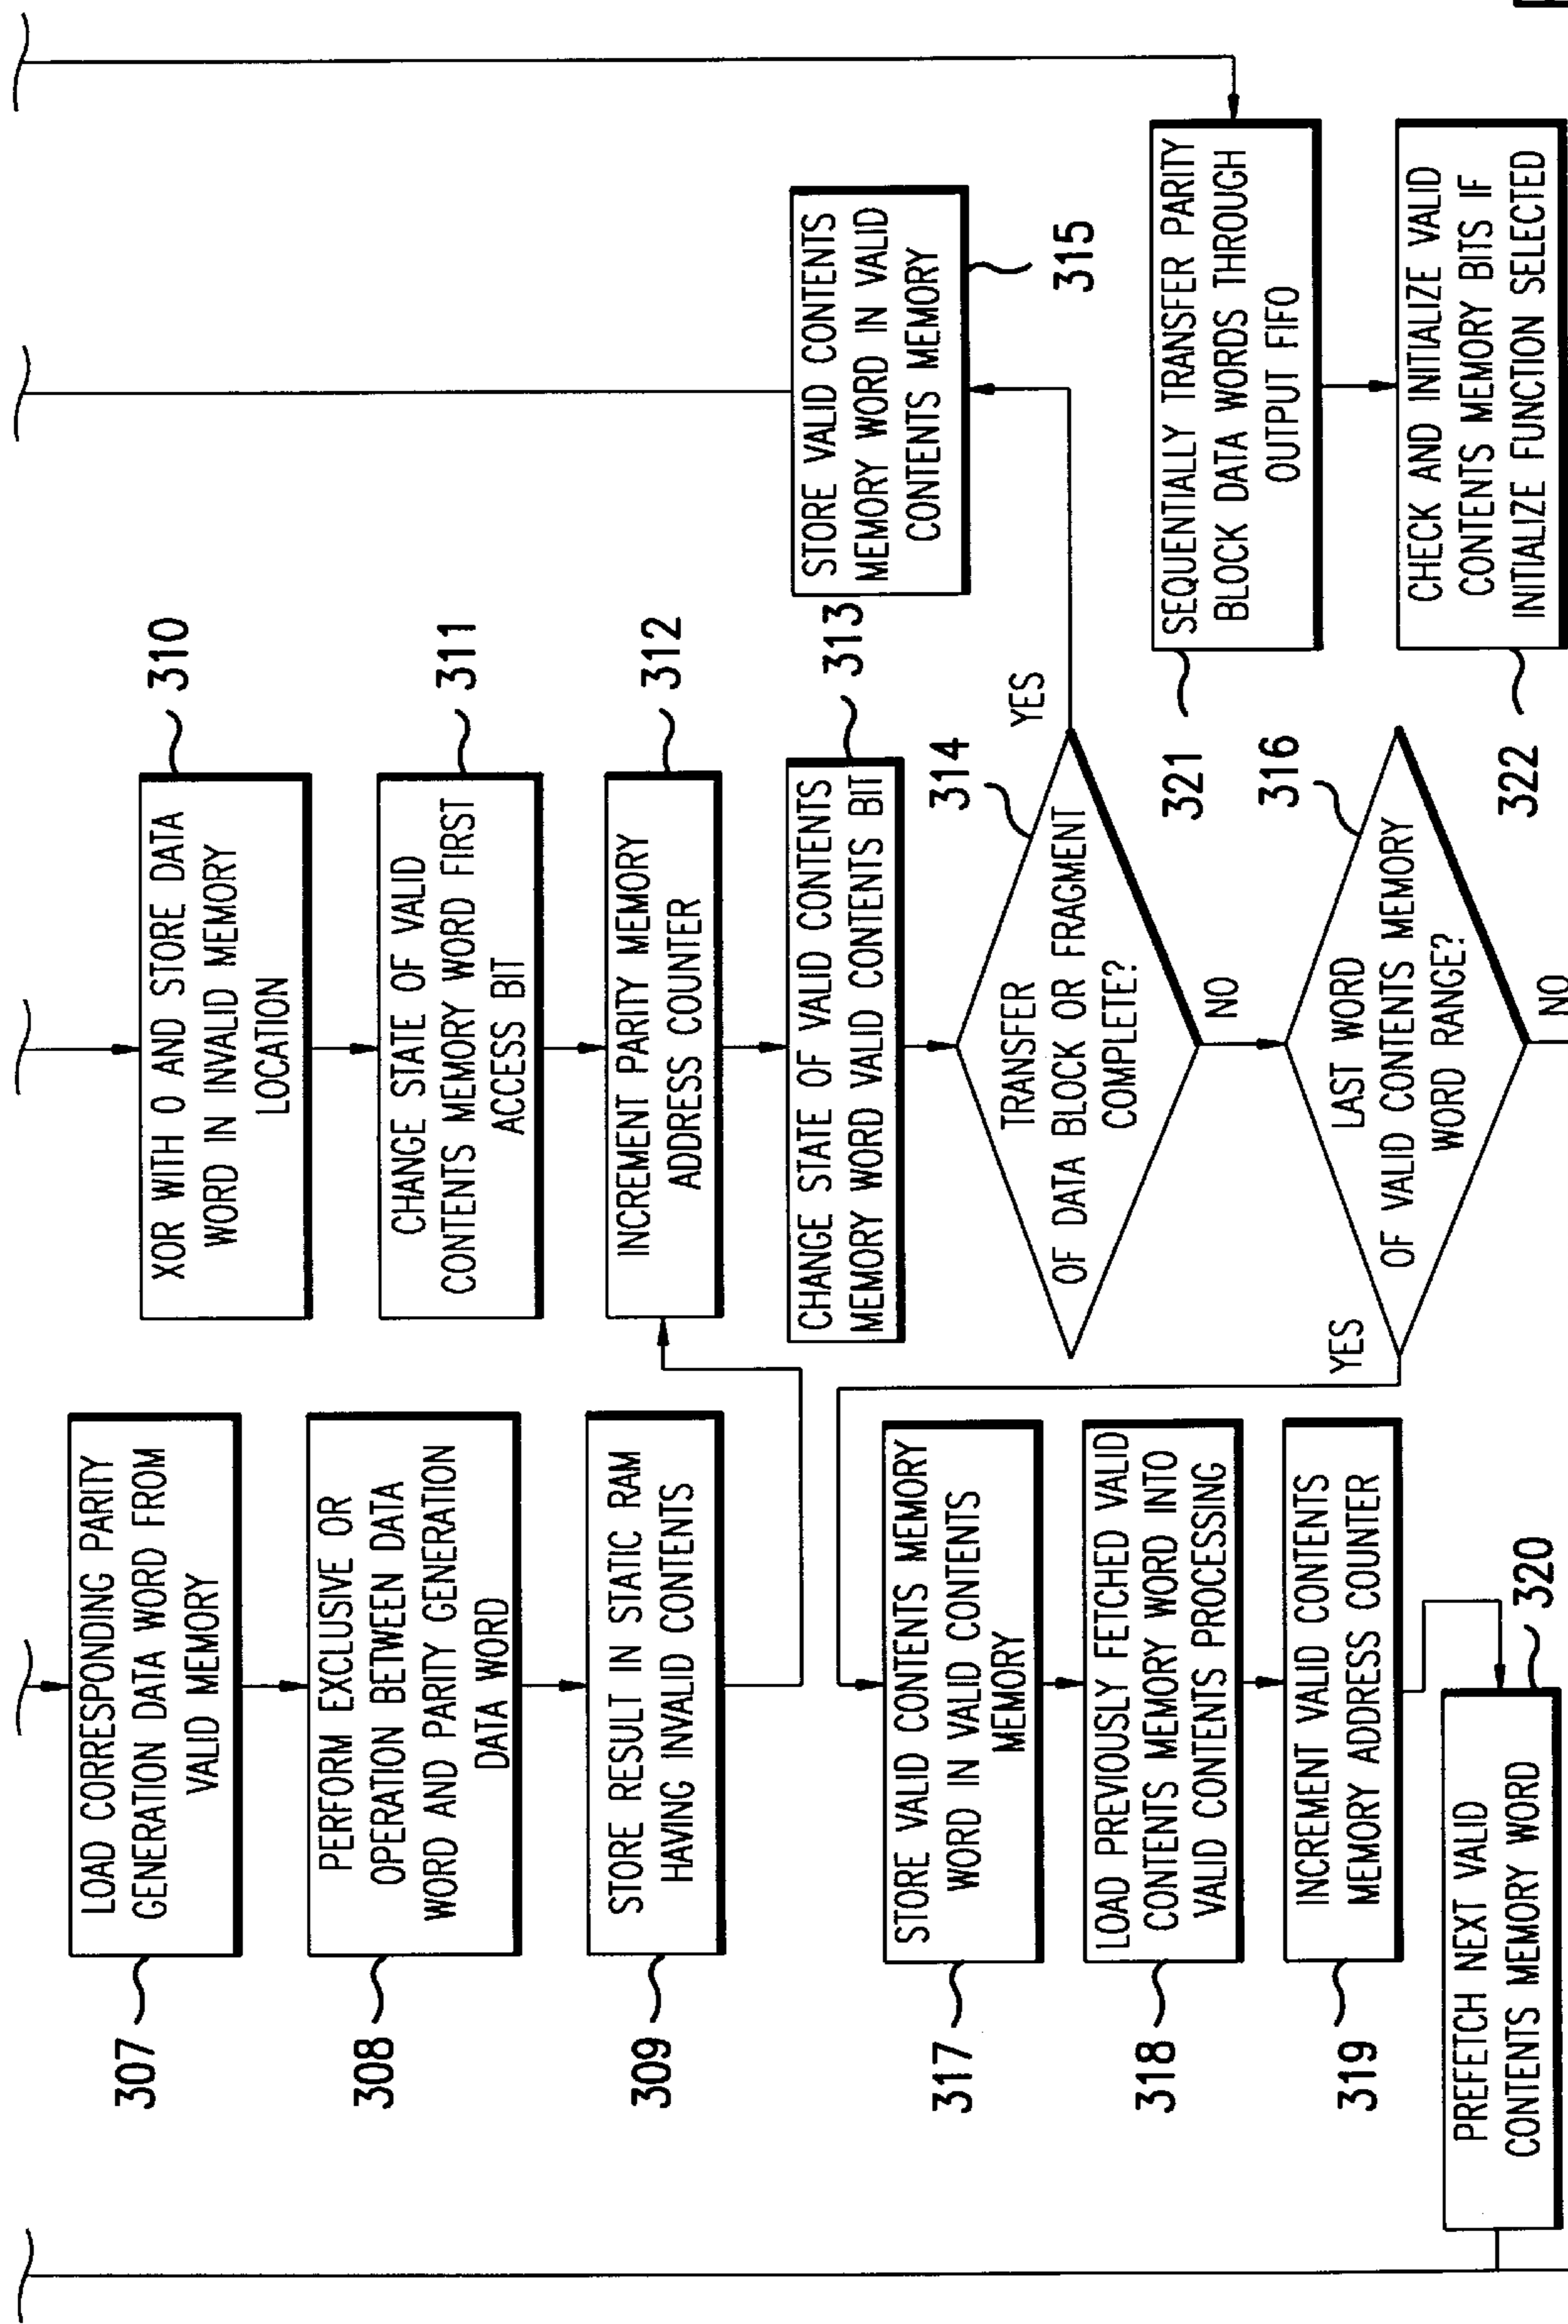 307
LOAD CORRESPONDING PARITY
GENERATION DATA WORD FROM
VALID MEMORY
308
PERFORM EXCLUSIVE OR
OPERATION BETWEEN DATA
WORD AND PARITY GENERATION
DATA WORD
309
STORE RESULT IN STATIC RAM
HAVING INVALID CONTENTS
310
XOR WITH 0 AND STORE DATA
WORD IN INVALID MEMORY
LOCATION
311
CHANGE STATE OF VALID
CONTENTS MEMORY WORD FIRST
ACCESS BIT
312
INCREMENT PARITY MEMORY
ADDRESS COUNTER
313
CHANGE STATE OF VALID CONTENTS
MEMORY WORD VALID CONTENTS BIT
314
TRANSFER
OF DATA BLOCK OR FRAGMENT
COMPLETE?
YES
NO
315
STORE VALID CONTENTS
MEMORY WORD IN VALID
CONTENTS MEMORY
316
LAST WORD
OF VALID CONTENTS MEMORY
WORD RANGE?
YES
NO
317
STORE VALID CONTENTS MEMORY
WORD IN VALID CONTENTS
MEMORY
318
LOAD PREVIOUSLY FETCHED VALID
CONTENTS MEMORY WORD INTO
VALID CONTENTS PROCESSING
319
INCREMENT VALID CONTENTS
MEMORY ADDRESS COUNTER
320
PREFETCH NEXT VALID
CONTENTS MEMORY WORD
321
SEQUENTIALLY TRANSFER PARITY
BLOCK DATA WORDS THROUGH
OUTPUT FIFO
322
CHECK AND INITIALIZE VALID
CONTENTS MEMORY BITS IF
INITIALIZE FUNCTION SELECTED